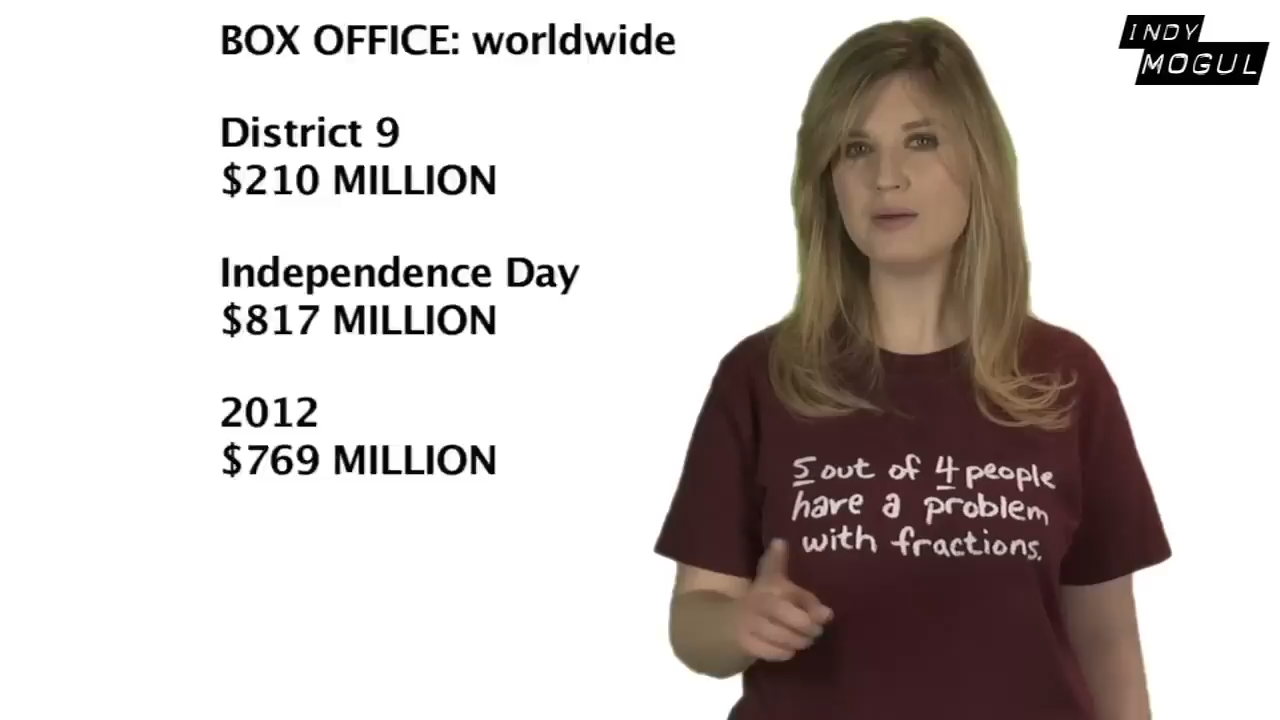 BOX OFFICE: worldwide
District 9
$210 MILLION
Independence Day
$817 MILLION
2012
$769 MILLION
INDY
MOGUL
5 out of 4 people
have a problem
with fractions.